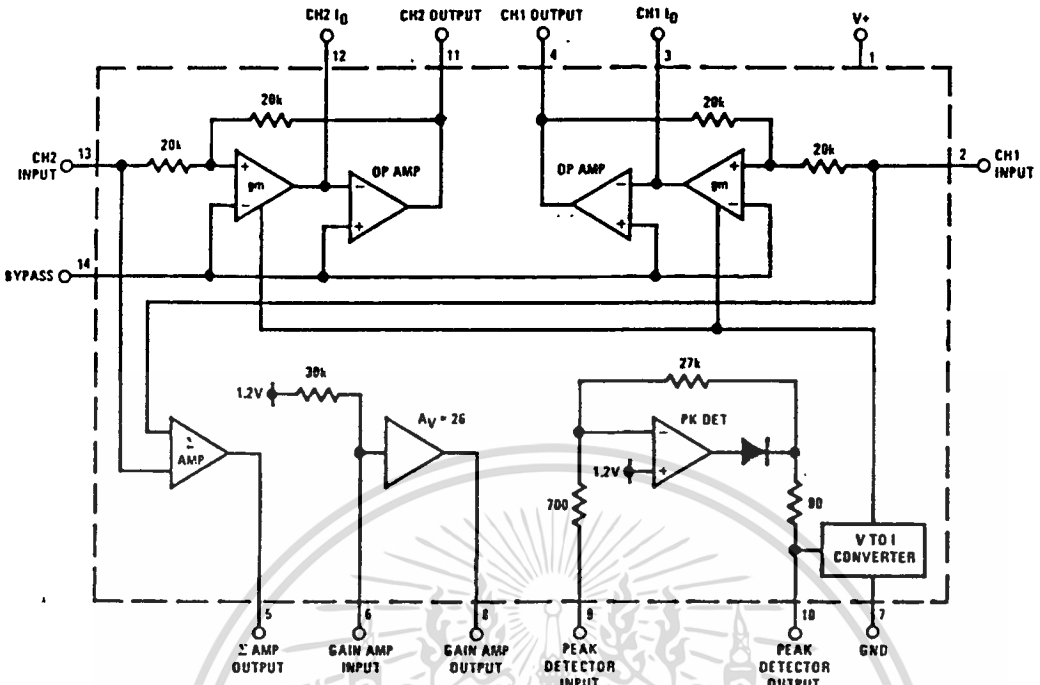 CH2 IO
CH2 OUTPUT
CH1 OUTPUT
CH1 IO
V+
12
11
4
3
1
20k
20k
13
20k
20k
2
CH2
INPUT
CH1
INPUT
+
gm
−
OP AMP
−
+
OP AMP
−
+
+
gm
−
BYPASS
14
30k
1.2V
27k
Σ
AMP
AV = 26
PK DET
−
1.2V
+
700
90
V TO I
CONVERTER
5
6
8
9
10
7
Σ AMP
OUTPUT
GAIN AMP
INPUT
GAIN AMP
OUTPUT
PEAK
DETECTOR
INPUT
PEAK
DETECTOR
OUTPUT
GND